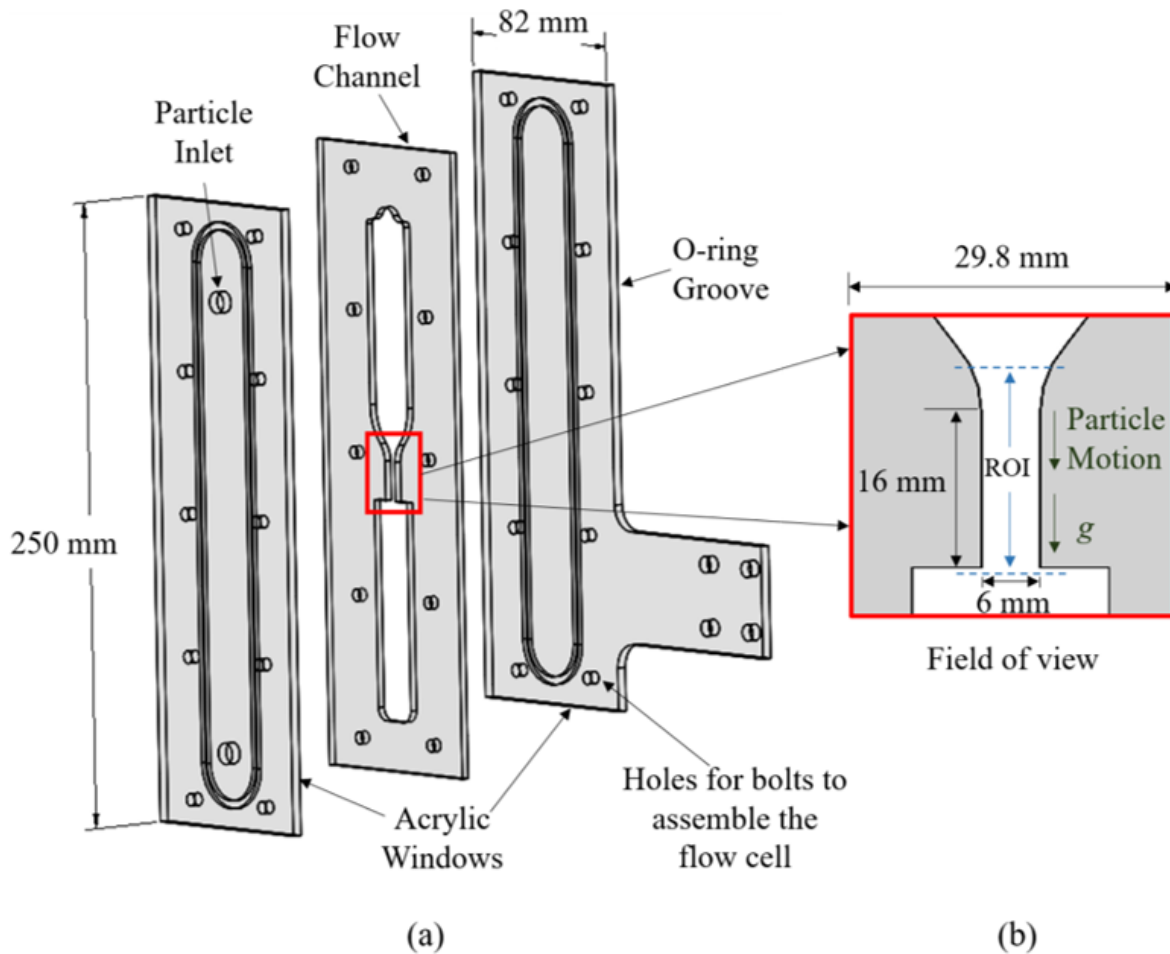 82 mm
Flow
Channel
Particle
Inlet
O-ring
Groove
250 mm
Acrylic
Windows
Holes for bolts to
assemble the
flow cell
(a)
29.8 mm
Particle
Motion
ROI
16 mm
g
6 mm
Field of view
(b)